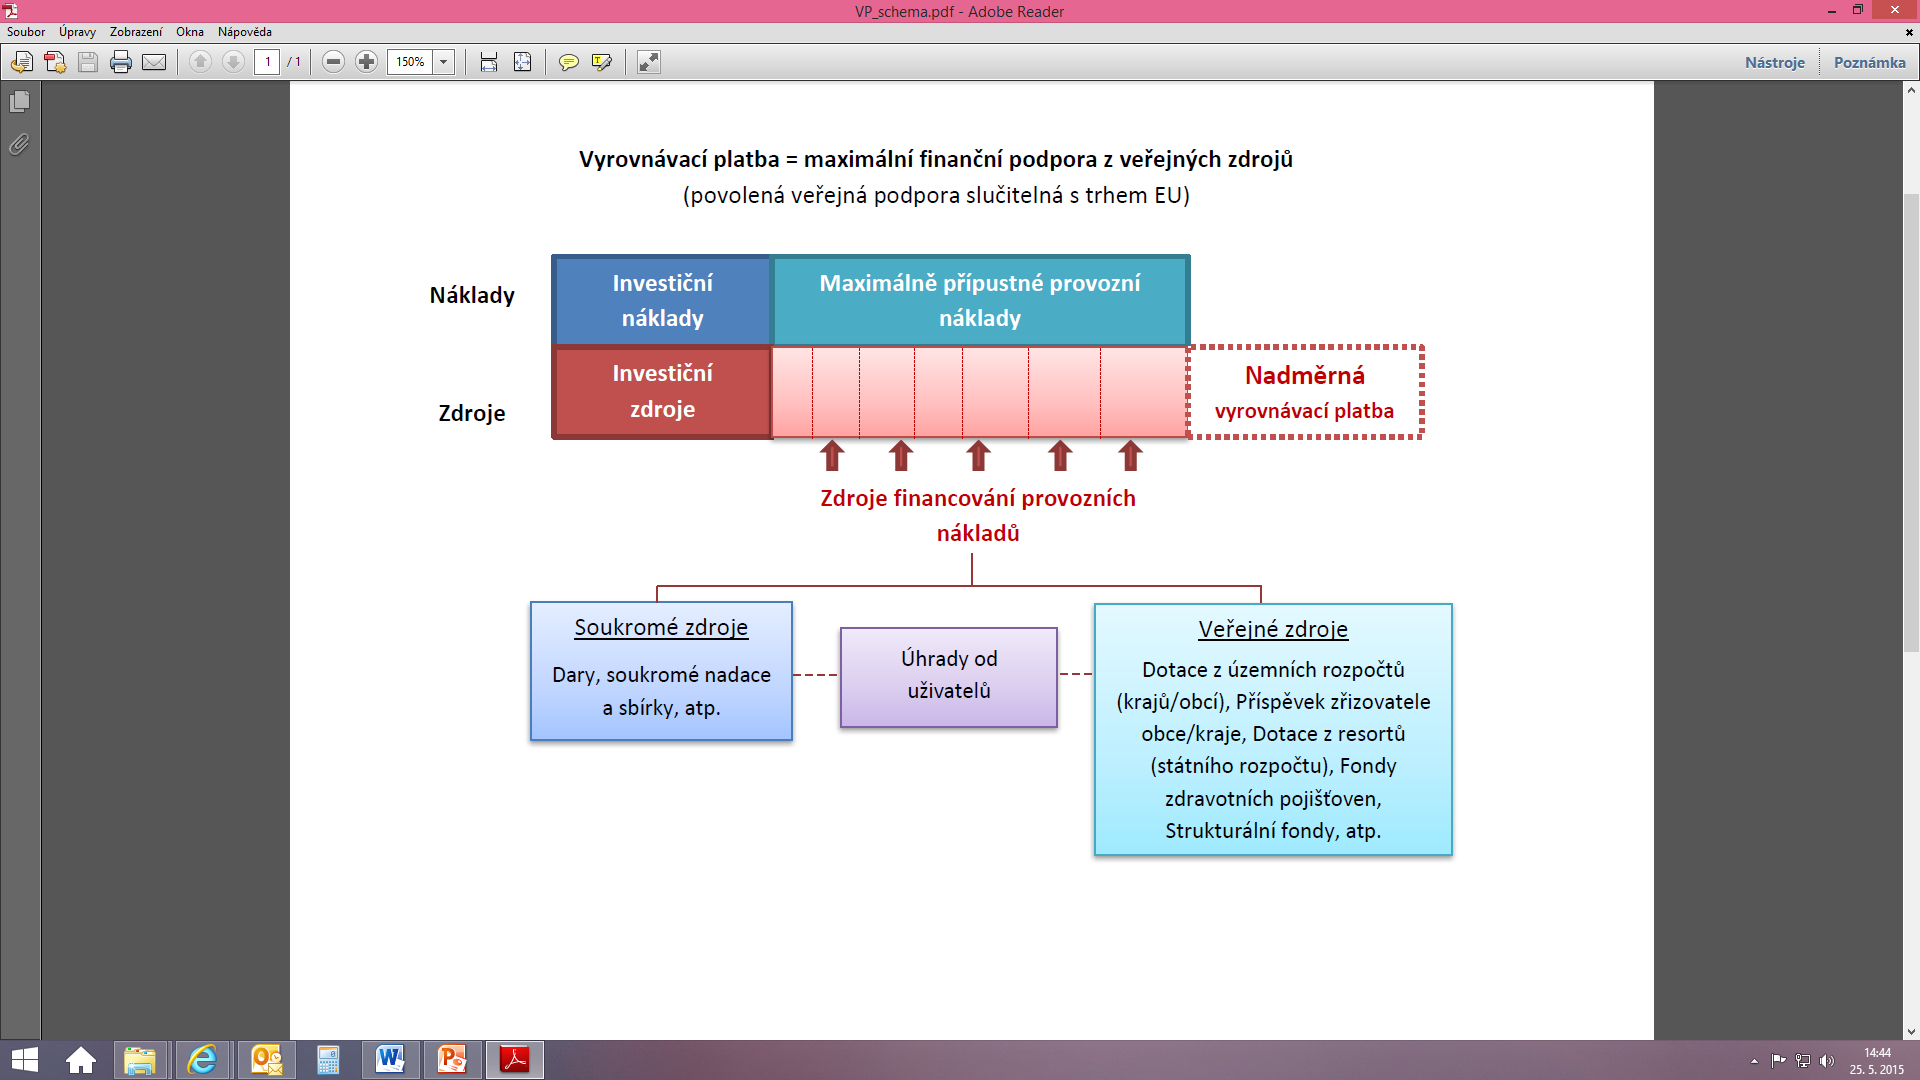 VP_schema.pdf - Adobe Reader
Soubor Úpravy Zobrazení Okna Nápověda
1 / 1
150%
Nástroje Poznámka
Vyrovnávací platba = maximální finanční podpora z veřejných zdrojů
(povolená veřejná podpora slučitelná s trhem EU)
Náklady
Investiční
náklady
Maximálně přípustné provozní
náklady
Zdroje
Investiční
zdroje
Nadměrná
vyrovnávací platba
Zdroje financování provozních
nákladů
Soukromé zdroje
Dary, soukromé nadace
a sbírky, atp.
Úhrady od
uživatelů
Veřejné zdroje
Dotace z územních rozpočtů
(krajů/obcí), Příspěvek zřizovatele
obce/kraje, Dotace z resortů
(státního rozpočtu), Fondy
zdravotních pojišťoven,
Strukturální fondy, atp.
14:44
25. 5. 2015